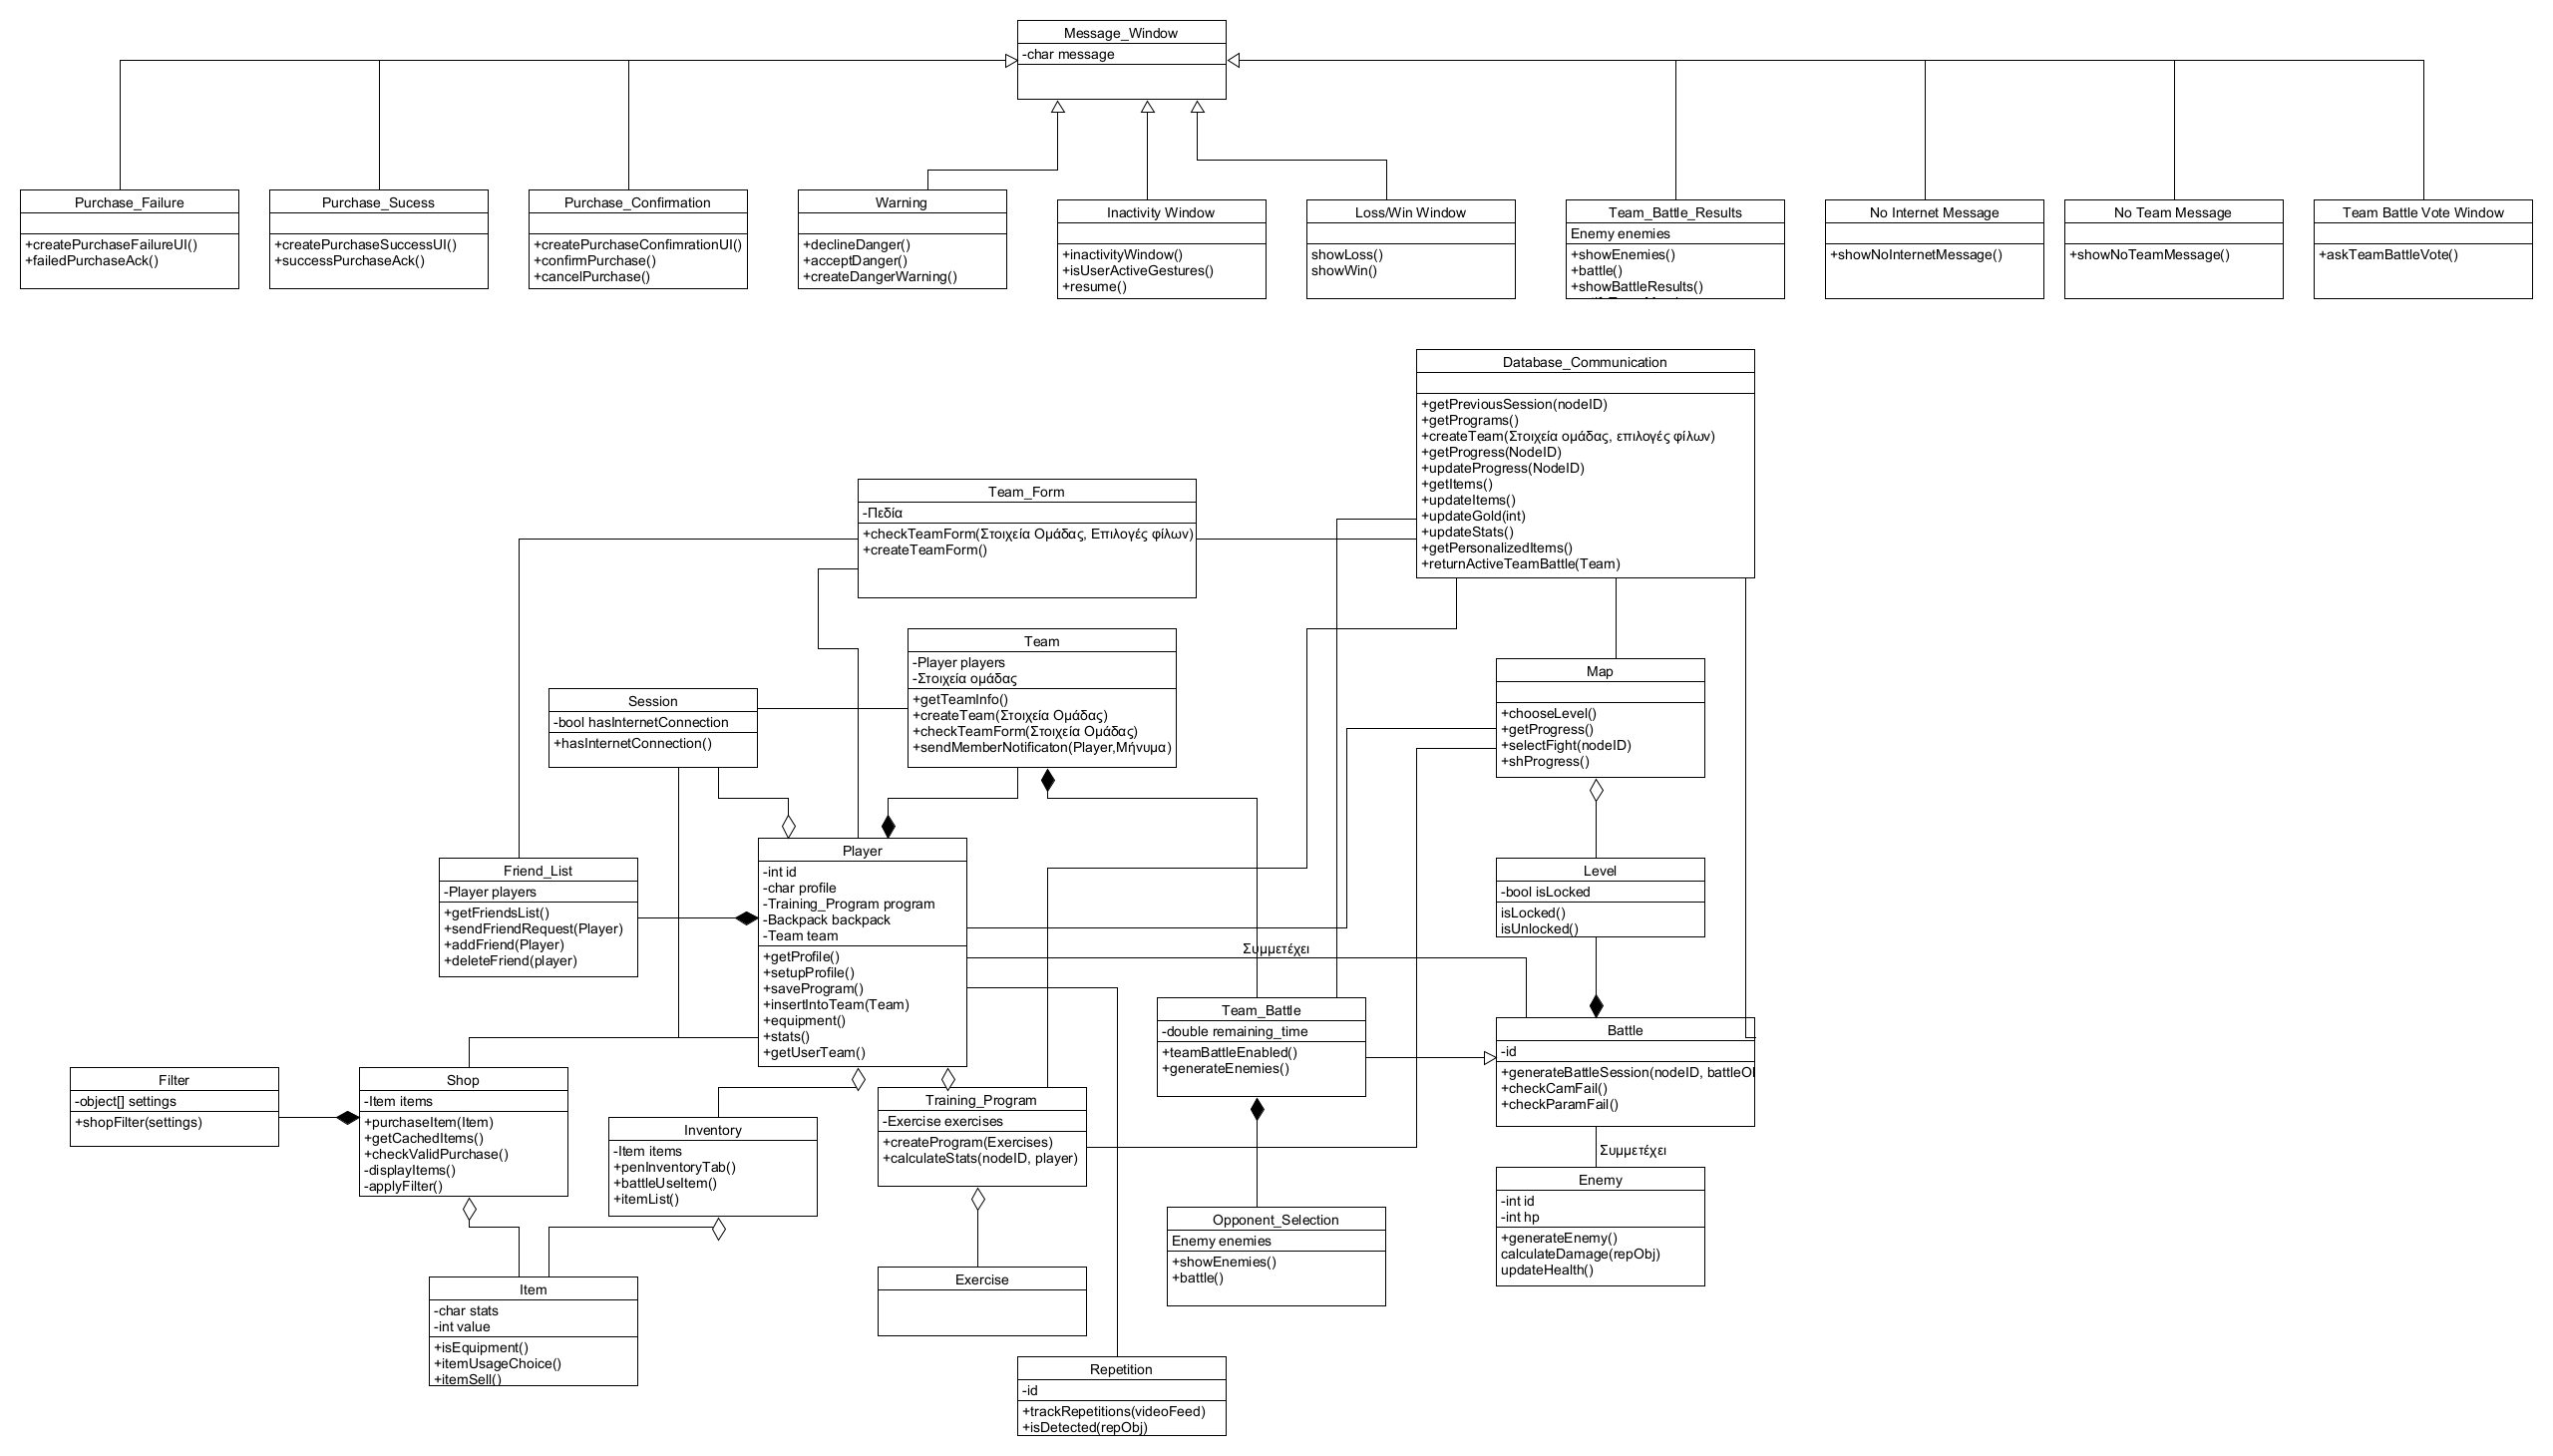 Message_Window
-char message
Purchase_Failure
+createPurchaseFailureUI()
+failedPurchaseAck()
Purchase_Sucess
+createPurchaseSuccessUI()
+successPurchaseAck()
Purchase_Confirmation
+createPurchaseConfimrationUI()
+confirmPurchase()
+cancelPurchase()
Warning
+declineDanger()
+acceptDanger()
+createDangerWarning()
Inactivity Window
+inactivityWindow()
+isUserActiveGestures()
+resume()
Loss/Win Window
showLoss()
showWin()
Team_Battle_Results
Enemy enemies
+showEnemies()
+battle()
+showBattleResults()
No Internet Message
+showNoInternetMessage()
No Team Message
+showNoTeamMessage()
Team Battle Vote Window
+askTeamBattleVote()
Database_Communication
+getPreviousSession(nodeID)
+getPrograms()
+createTeam(Στοιχεία ομάδας, επιλογές φίλων)
+getProgress(NodeID)
+updateProgress(NodeID)
+getItems()
+updateItems()
+updateGold(int)
+updateStats()
+getPersonalizedItems()
+returnActiveTeamBattle(Team)
Team_Form
-Πεδία
+checkTeamForm(Στοιχεία Ομάδας, Επιλογές φίλων)
+createTeamForm()
Team
-Player players
-Στοιχεία ομάδας
+getTeamInfo()
+createTeam(Στοιχεία Ομάδας)
+checkTeamForm(Στοιχεία Ομάδας)
+sendMemberNotificaton(Player,Μήνυμα)
Session
-bool hasInternetConnection
+hasInternetConnection()
Map
+chooseLevel()
+getProgress()
+selectFight(nodeID)
+shProgress()
Friend_List
-Player players
+getFriendsList()
+sendFriendRequest(Player)
+addFriend(Player)
+deleteFriend(player)
Player
-int id
-char profile
-Training_Program program
-Backpack backpack
-Team team
+getProfile()
+setupProfile()
+saveProgram()
+insertIntoTeam(Team)
+equipment()
+stats()
+getUserTeam()
Level
-bool isLocked
isLocked()
isUnlocked()
Συμμετέχει
Team_Battle
-double remaining_time
+teamBattleEnabled()
+generateEnemies()
Battle
-id
+generateBattleSession(nodeID,
+checkCamFail()
+checkParamFail()
Συμμετέχει
Filter
-object[] settings
+shopFilter(settings)
Shop
-Item items
+purchaseItem(Item)
+getCachedItems()
+checkValidPurchase()
-displayItems()
-applyFilter()
Inventory
-Item items
+penInventoryTab()
+battleUseItem()
+itemList()
Training_Program
-Exercise exercises
+createProgram(Exercises)
+calculateStats(nodeID, player)
Enemy
-int id
-int hp
+generateEnemy()
calculateDamage(repObj)
updateHealth()
Opponent_Selection
Enemy enemies
+showEnemies()
+battle()
Exercise
Item
-char stats
-int value
+isEquipment()
+itemUsageChoice()
+itemSell()
Repetition
-id
+trackRepetitions(videoFeed)
+isDetected(repObj)